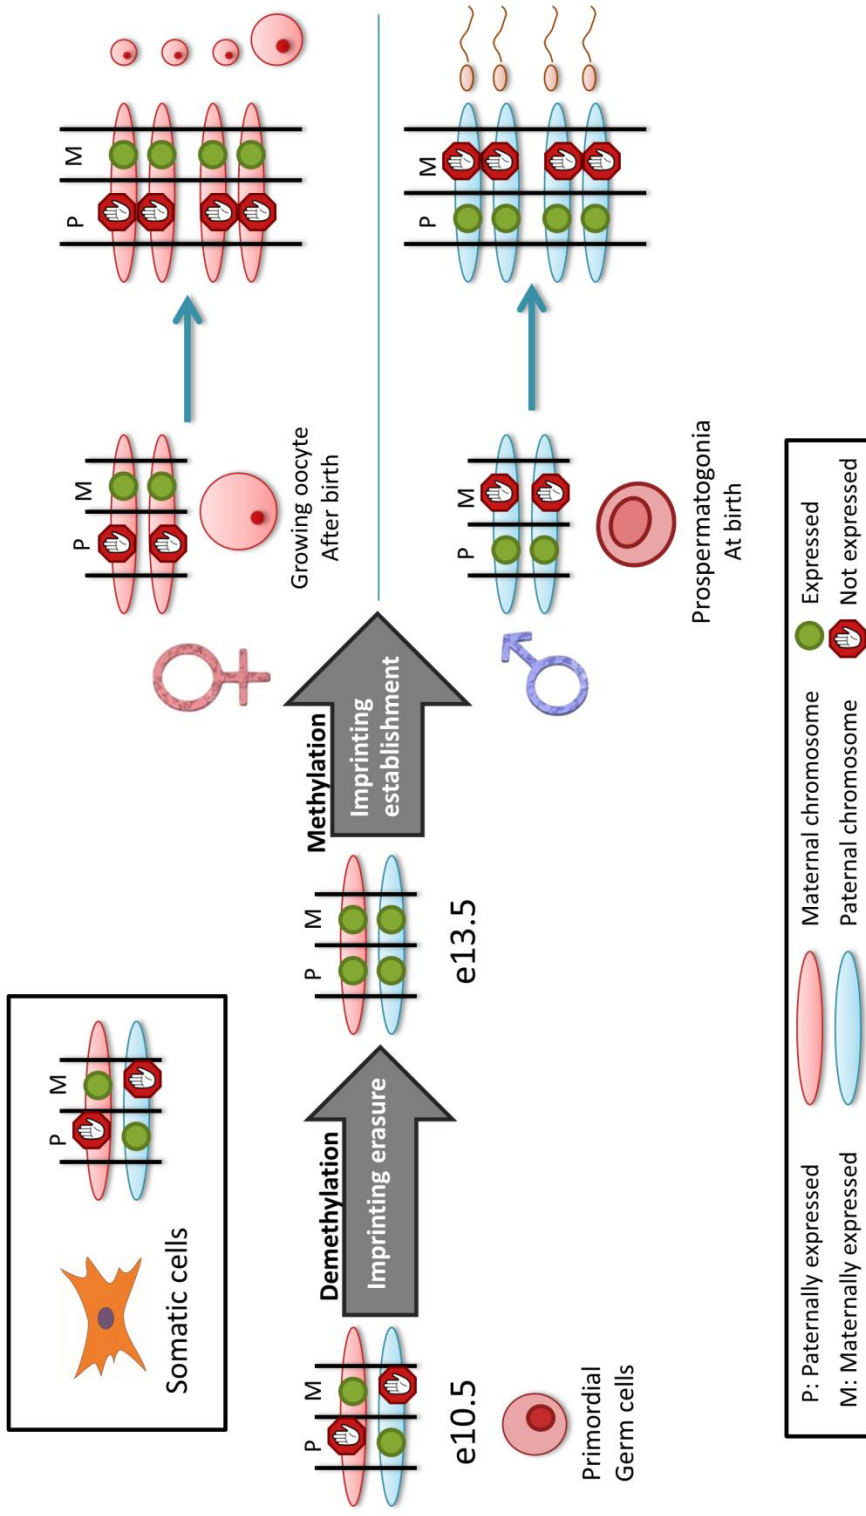 Somatic cells
P M
P M
e10.5
Primordial
Germ cells
Demethylation
Imprinting erasure
P M
e13.5
Methylation
Imprinting
establishment
P M
Growing oocyte
After birth
P M
P M
Prospermatogonia
At birth
P M
P: Paternally expressed
M: Maternally expressed
Maternal chromosome
Paternal chromosome
Expressed
Not expressed